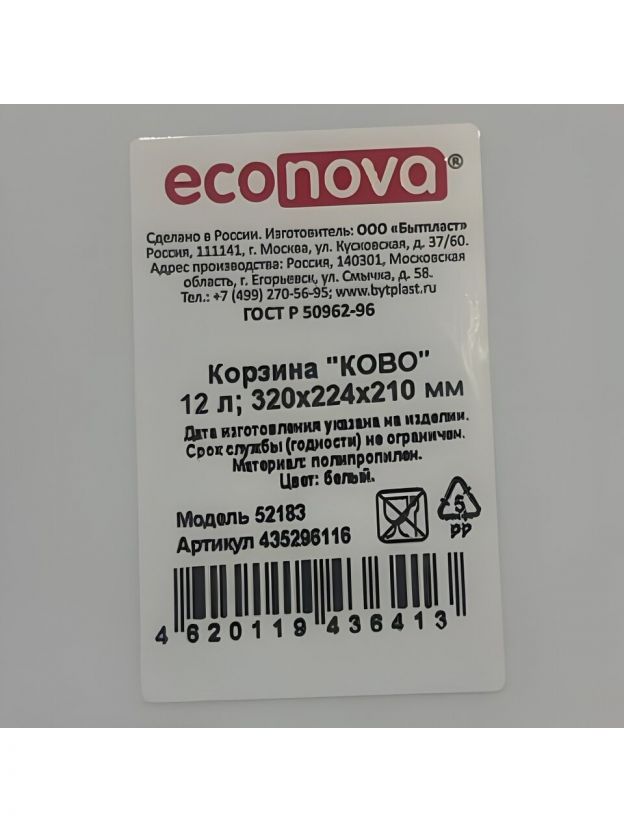 econova®
Сделано в России. Изготовитель: ООО «Бытпласт»
Россия, 111141, г. Москва, ул. Кусковская, д. 37/60.
Адрес производства: Россия, 140301, Московская
область, г. Егорьевск, ул. Смычка, д. 58.
Тел.: +7 (499) 270-56-95; www.bytplast.ru
ГОСТ Р 50962-96
Корзина "КОВО"
12 л; 320x224x210 мм
Дата изготовления указана на изделии.
Срок службы (годности) не ограничен.
Материал: полипропилен.
Цвет: белый.
Модель 52183
Артикул 435296116
5
PP
4 620119 436413